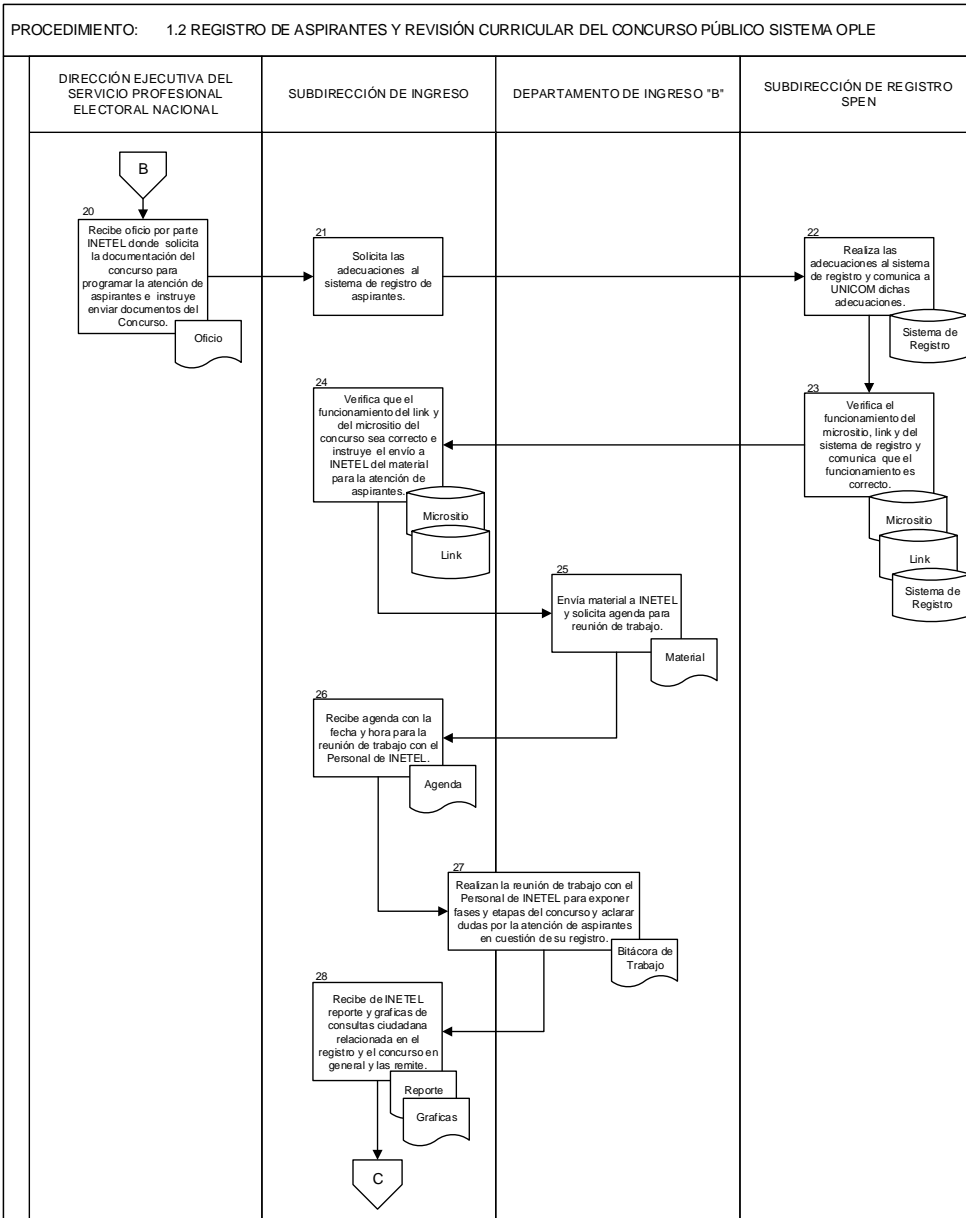 PROCEDIMIENTO: 1.2 REGISTRO DE ASPIRANTES Y REVISIÓN CURRICULAR DEL CONCURSO PÚBLICO SISTEMA OPLE
DIRECCIÓN EJECUTIVA DEL
SERVICIO PROFESIONAL
ELECTORAL NACIONAL
SUBDIRECCIÓN DE INGRESO
DEPARTAMENTO DE INGRESO "B"
SUBDIRECCIÓN DE REGISTRO
SPEN
B
20
Recibe oficio por parte
INETEL donde solicita
la documentación del
concurso para
programar la atención de
aspirantes e instruye
enviar documentos del
Concurso.
Oficio
21
Solicita las
adecuaciones al
sistema de registro de
aspirantes.
22
Realiza las
adecuaciones al sistema
de registro y comunica a
UNICOM dichas
adecuaciones.
Sistema de
Registro
23
Verifica el
funcionamiento del
micrositio, link y del
sistema de registro y
comunica que el
funcionamiento es
correcto.
Micrositio
Link
Sistema de
Registro
24
Verifica que el
funcionamiento del link y
del micrositio del
concurso sea correcto e
instruye el envío a
INETEL del material
para la atención de
aspirantes.
Micrositio
Link
25
Envía material a INETEL
y solicita agenda para
reunión de trabajo.
Material
26
Recibe agenda con la
fecha y hora para la
reunión de trabajo con el
Personal de INETEL.
Agenda
27
Realizan la reunión de trabajo con el
Personal de INETEL para exponer
fases y etapas del concurso y aclarar
dudas por la atención de aspirantes
en cuestión de su registro.
Bitácora de
Trabajo
28
Recibe de INETEL
reporte y graficas de
consultas ciudadana
relacionada en el
registro y el concurso en
general y las remite.
Reporte
Graficas
C